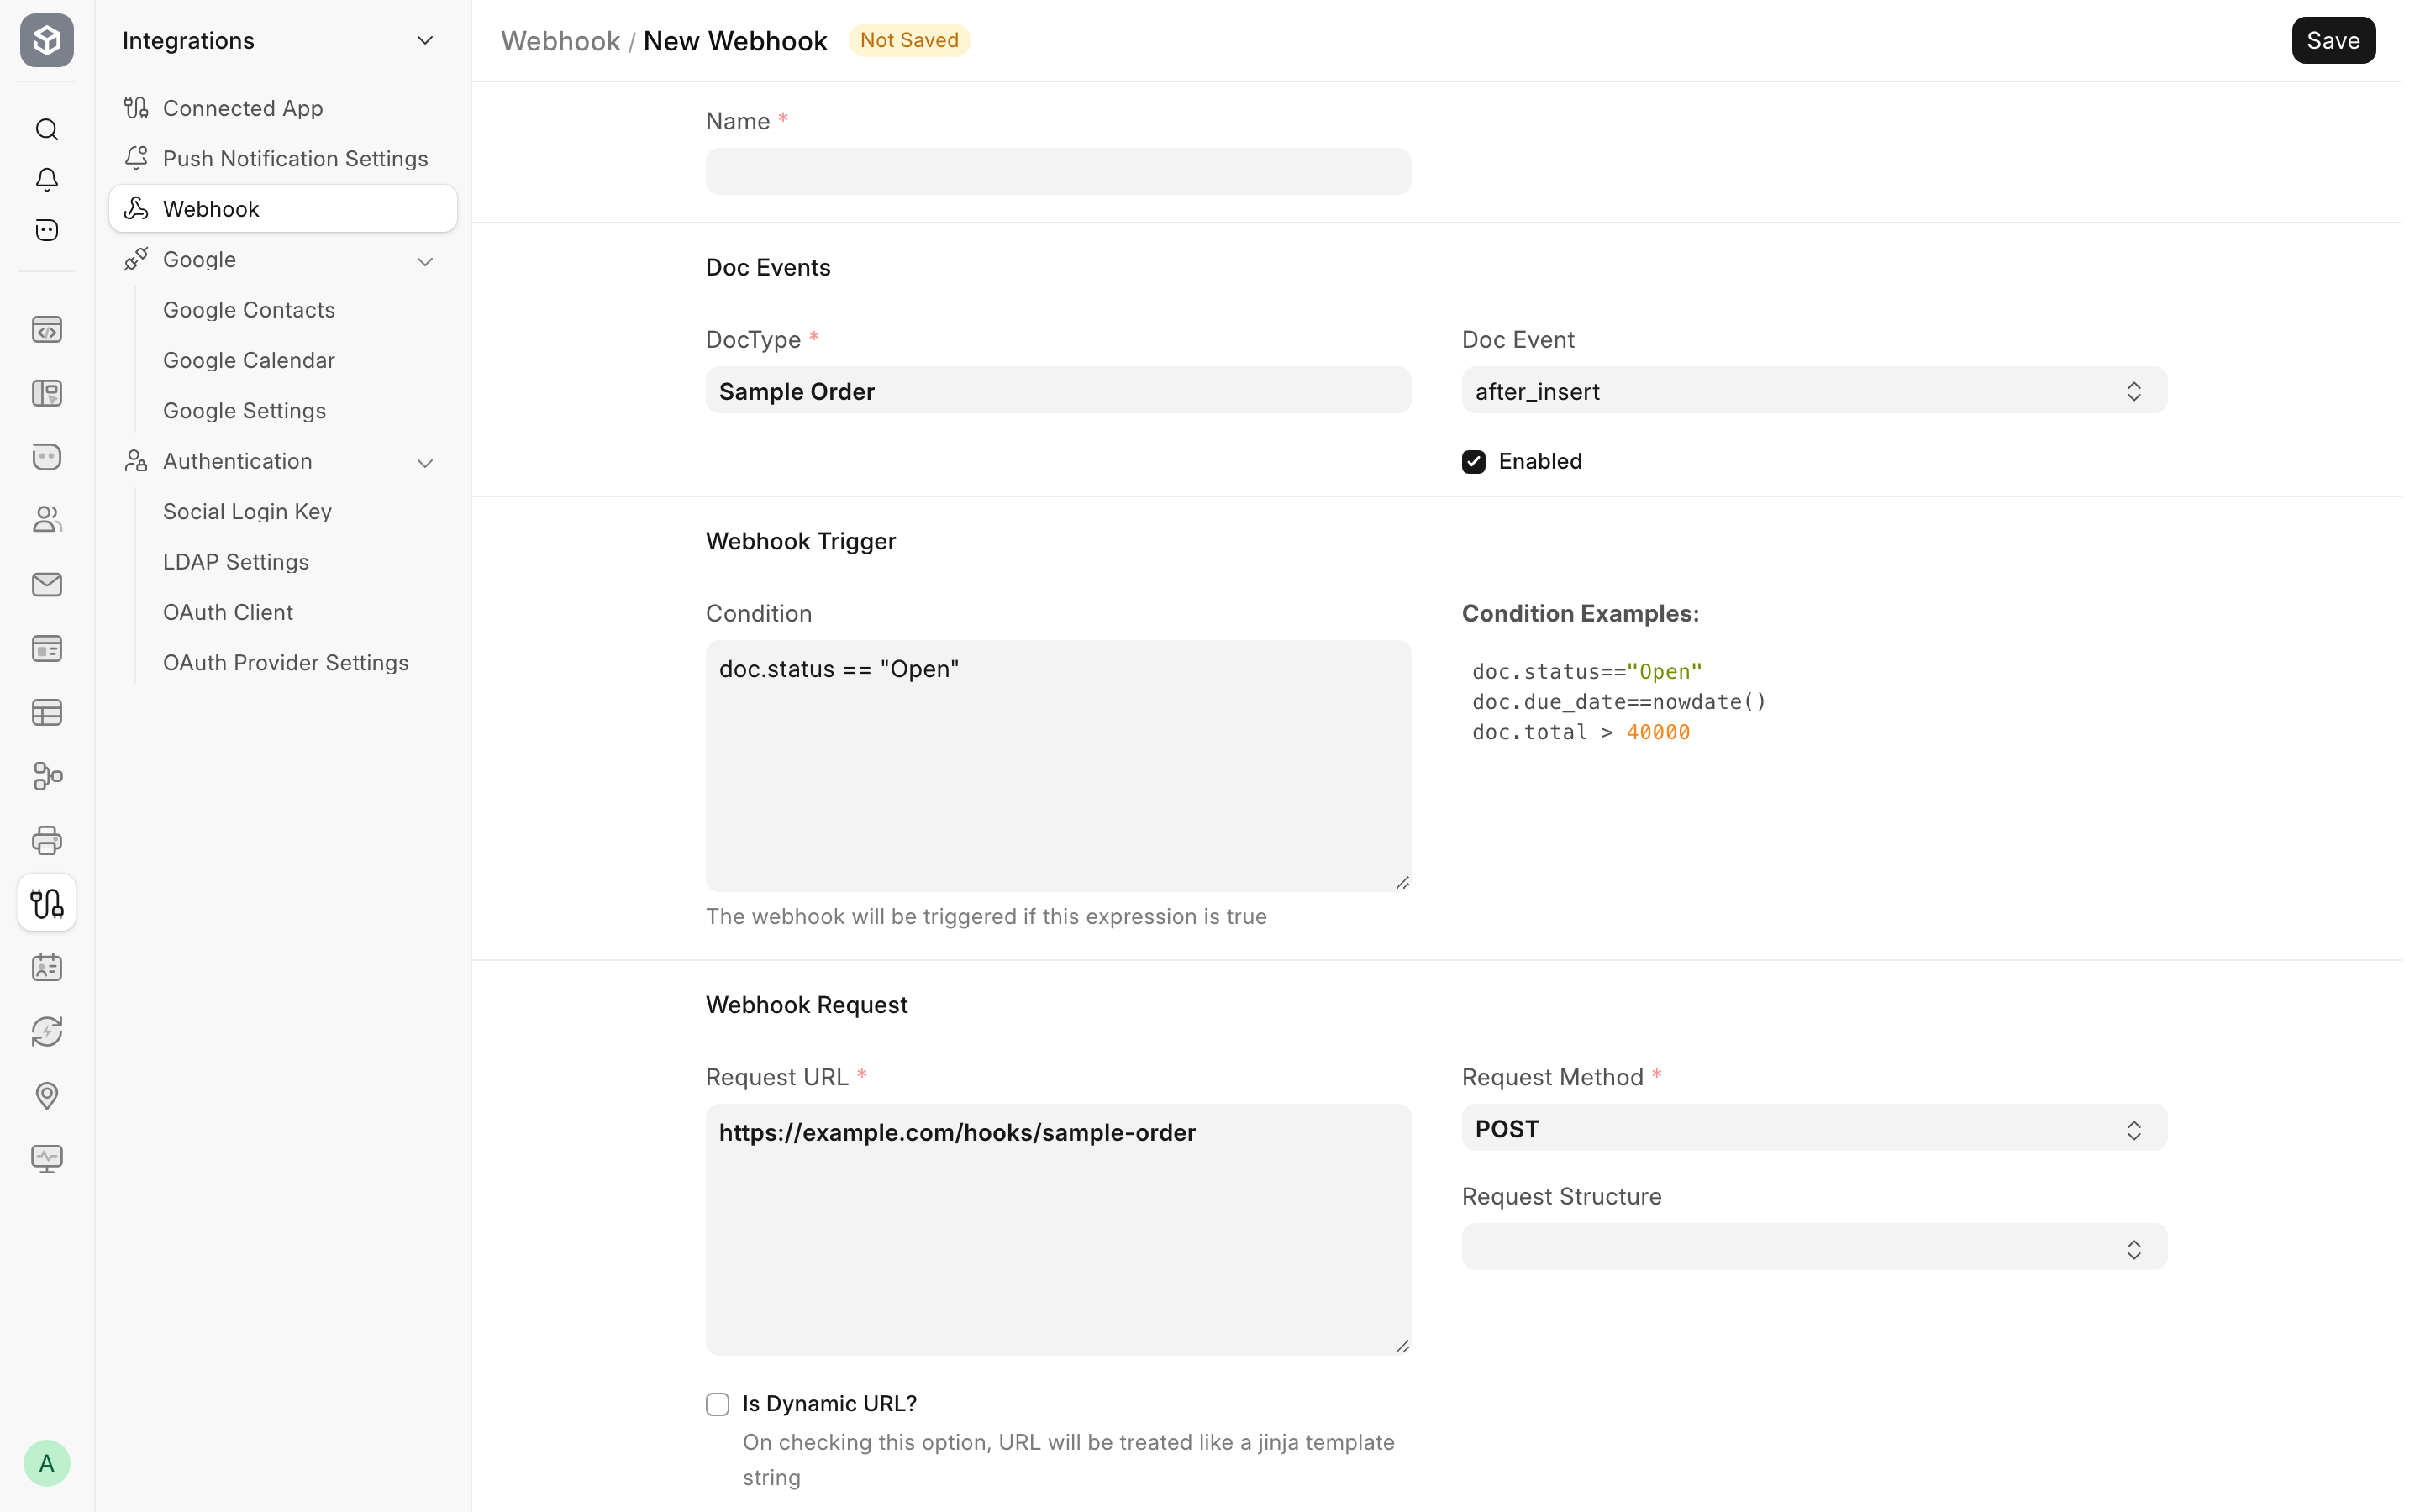 Integrations
Connected App
Push Notification Settings
Webhook
Google
Google Contacts
Google Calendar
Google Settings
Authentication
Social Login Key
LDAP Settings
OAuth Client
OAuth Provider Settings
A
Webhook / New Webhook Not Saved
Save
Name *
Doc Events
DocType *
Sample Order
Doc Event
after_insert
Enabled
Webhook Trigger
Condition
doc.status == "Open"
The webhook will be triggered if this expression is true
Condition Examples:
doc.status=="Open"
doc.due_date==nowdate()
doc.total > 40000
Webhook Request
Request URL *
https://example.com/hooks/sample-order
Is Dynamic URL?
On checking this option, URL will be treated like a jinja template
string
Request Method *
POST
Request Structure